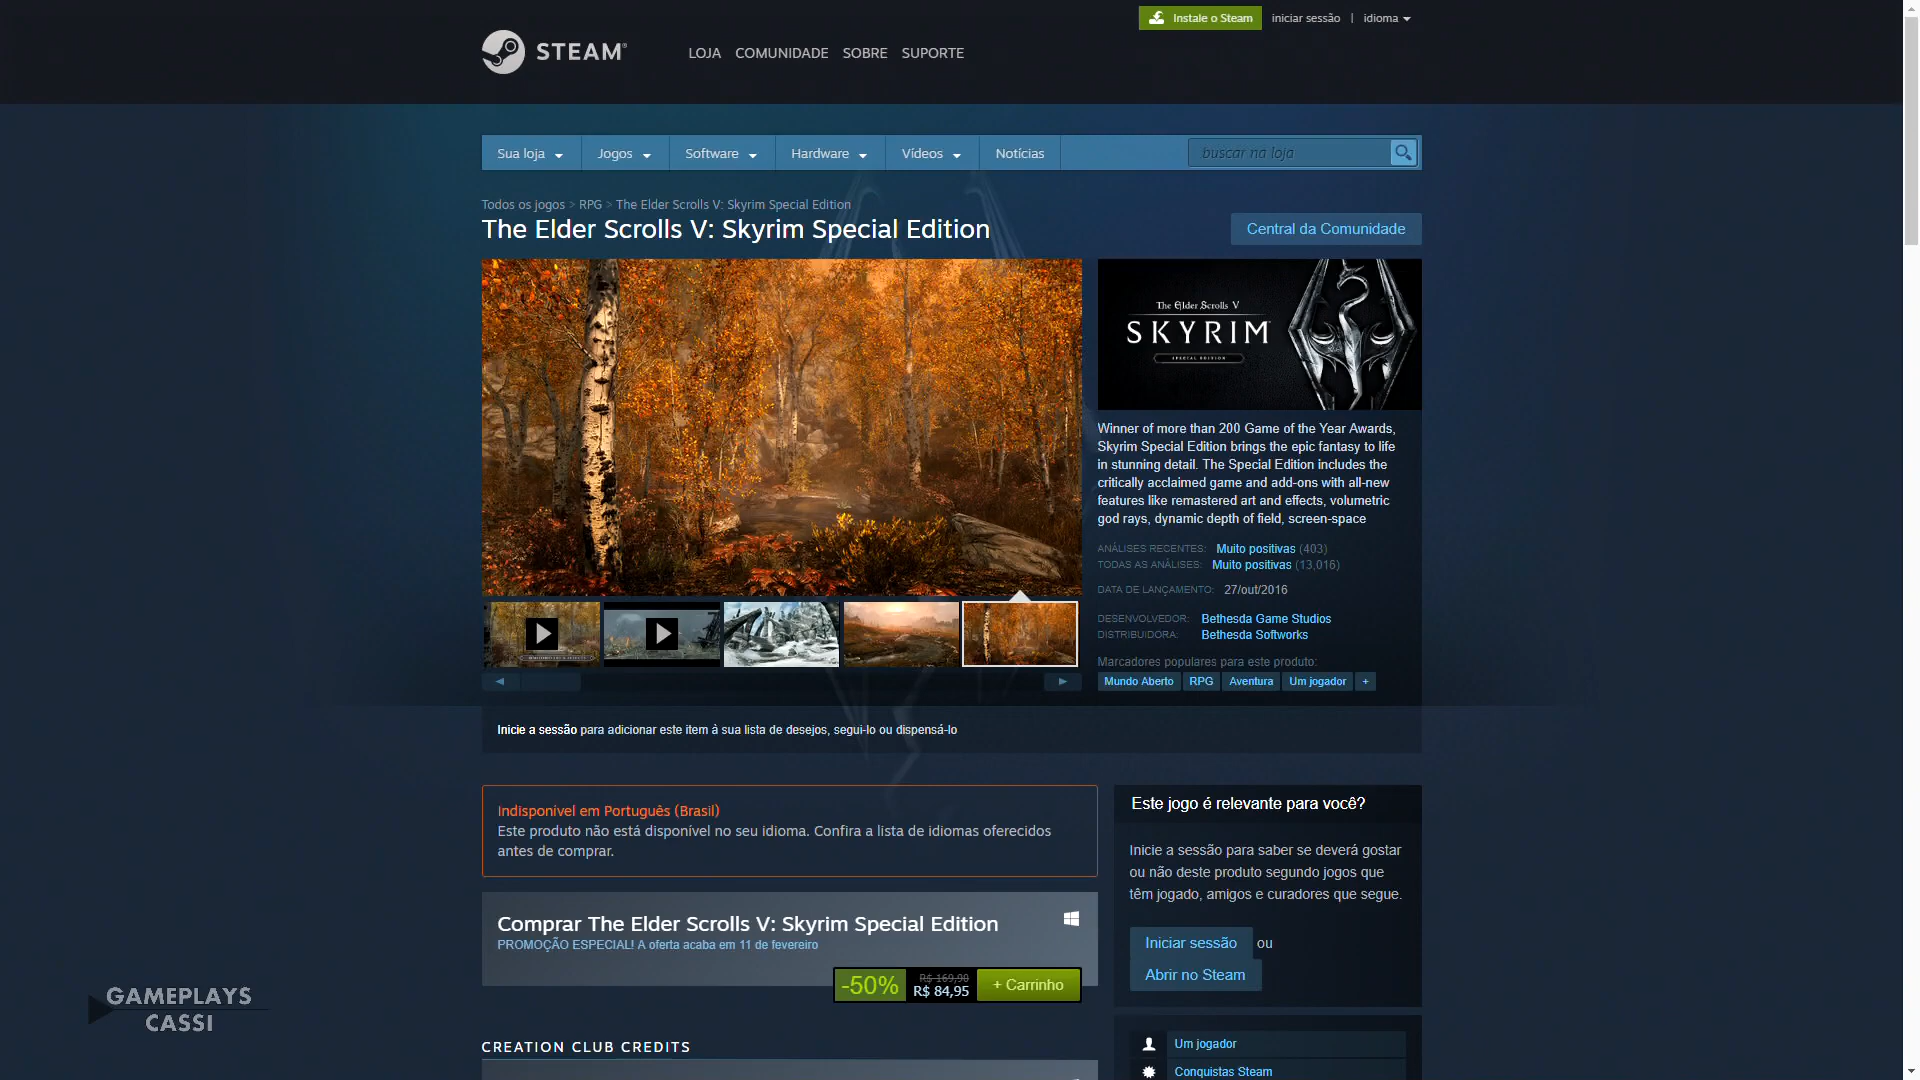 Instale o Steam
iniciar sessão | idioma
STEAM®
LOJA COMUNIDADE SOBRE SUPORTE
Sua loja Jogos Software Hardware Vídeos Notícias
buscar na loja
Todos os jogos > RPG > The Elder Scrolls V: Skyrim Special Edition
The Elder Scrolls V: Skyrim Special Edition
Central da Comunidade
The Elder Scrolls V
SKYRIM
SPECIAL EDITION
Winner of more than 200 Game of the Year Awards,
Skyrim Special Edition brings the epic fantasy to life
in stunning detail. The Special Edition includes the
critically acclaimed game and add-ons with all-new
features like remastered art and effects, volumetric
god rays, dynamic depth of field, screen-space
ANÁLISES RECENTES: Muito positivas (403)
TODAS AS ANÁLISES: Muito positivas (13,016)
DATA DE LANÇAMENTO: 27/out/2016
DESENVOLVEDOR: Bethesda Game Studios
DISTRIBUIDORA: Bethesda Softworks
Marcadores populares para este produto:
Mundo Aberto RPG Aventura Um jogador +
Inicie a sessão para adicionar este item à sua lista de desejos, segui-lo ou dispensá-lo
Indisponível em Português (Brasil)
Este produto não está disponível no seu idioma. Confira a lista de idiomas oferecidos
antes de comprar.
Comprar The Elder Scrolls V: Skyrim Special Edition
PROMOÇÃO ESPECIAL! A oferta acaba em 11 de fevereiro
-50%
R$ 169,90
R$ 84,95
+ Carrinho
CREATION CLUB CREDITS
Este jogo é relevante para você?
Inicie a sessão para saber se deverá gostar
ou não deste produto segundo jogos que
têm jogado, amigos e curadores que segue.
Iniciar sessão ou
Abrir no Steam
Um jogador
Conquistas Steam
GAMEPLAYS
CASSI